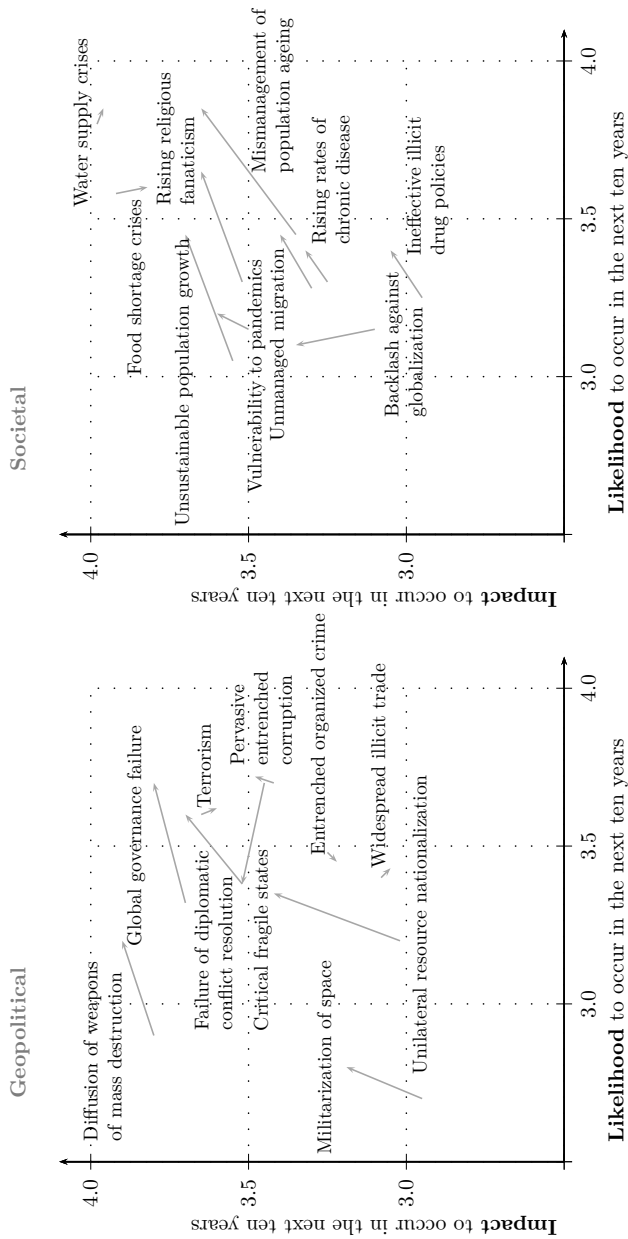 Geopolitical
4.0
3.5
3.0
Impact to occur in the next ten years
Diffusion of weapons
of mass destruction
Global governance failure
Failure of diplomatic
conflict resolution
Terrorism
Pervasive
entrenched
corruption
Critical fragile states
Entrenched organized crime
Militarization of space
Widespread illicit trade
Unilateral resource nationalization
3.0
3.5
4.0
Likelihood to occur in the next ten years
Societal
4.0
3.5
3.0
Impact to occur in the next ten years
Water supply crises
Food shortage crises
Rising religious
fanaticism
Unsustainable population growth
Mismanagement of
population ageing
Vulnerability to pandemics
Unmanaged migration
Rising rates of
chronic disease
Backlash against
globalization
Ineffective illicit
drug policies
3.0
3.5
4.0
Likelihood to occur in the next ten years